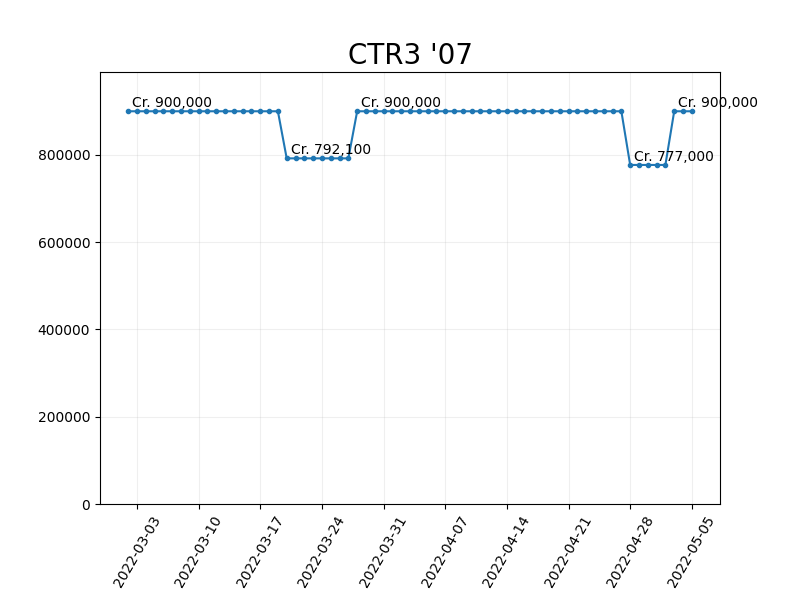 CTR3 '07
Cr. 900,000
Cr. 900,000
Cr. 900,000
Cr. 792,100
Cr. 777,000
800000
600000
400000
200000
0
2022-03-03
2022-03-10
2022-03-17
2022-03-24
2022-03-31
2022-04-07
2022-04-14
2022-04-21
2022-04-28
2022-05-05